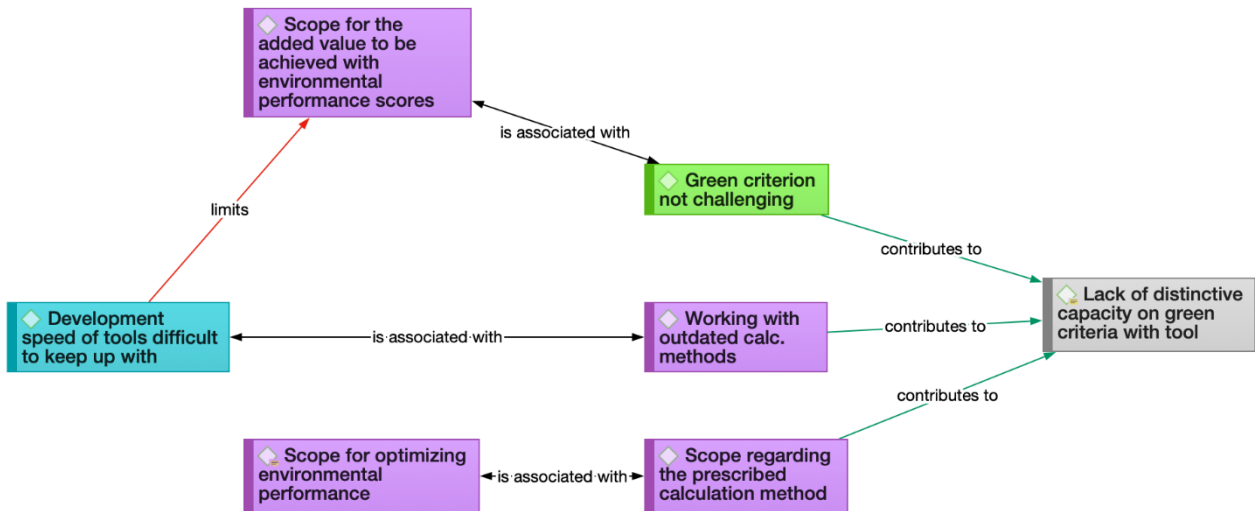 Scope for the
added value to be
achieved with
environmental
performance scores
is associated with
Green criterion
not challenging
limits
contributes to
Development
speed of tools difficult
to keep up with
is associated with
Working with
outdated calc.
methods
contributes to
Lack of distinctive
capacity on green
criteria with tool
contributes to
Scope for optimizing
environmental
performance
is associated with
Scope regarding
the prescribed
calculation method